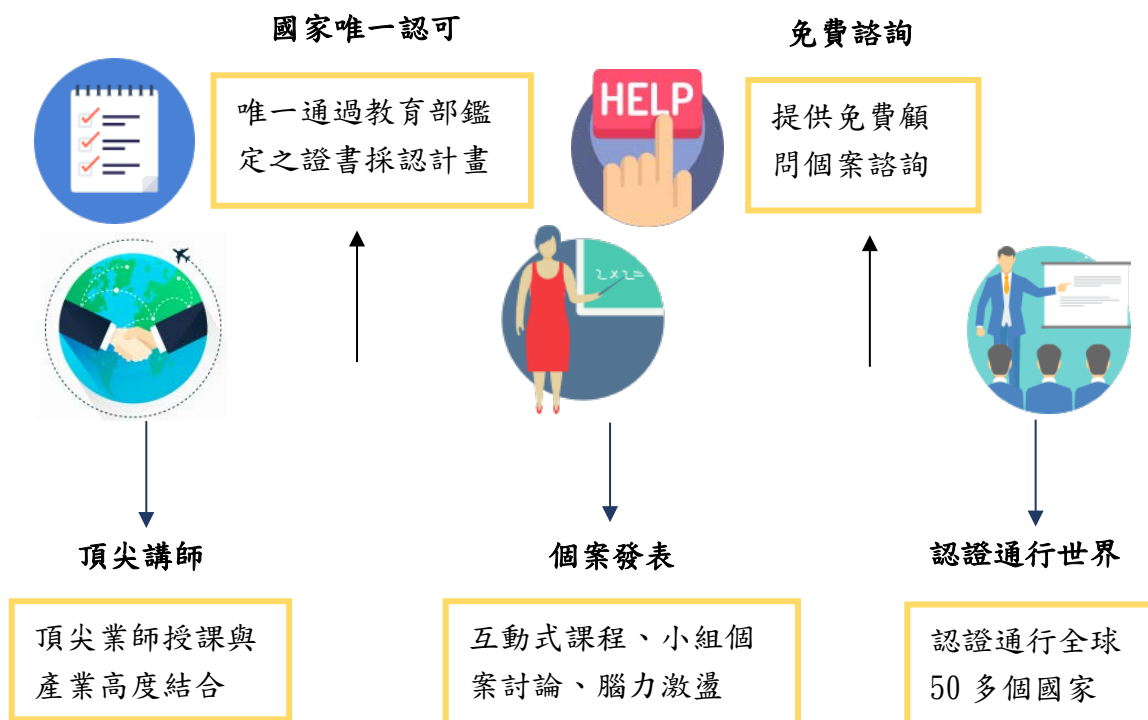 國家唯一認可
免費諮詢
唯一通過教育部鑑
定之證書採認計畫
HELP
提供免費顧
問個案諮詢
2x2=
頂尖講師
個案發表
認證通行世界
頂尖業師授課與
產業高度結合
互動式課程、小組個
案討論、腦力激盪
認證通行全球
50 多個國家